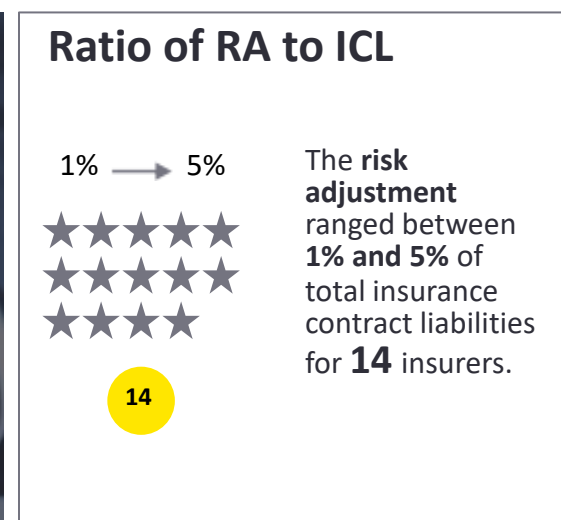 Ratio of RA to ICL
1% 5%
The risk
adjustment
ranged between
1% and 5% of
total insurance
contract liabilities
for 14 insurers.
14